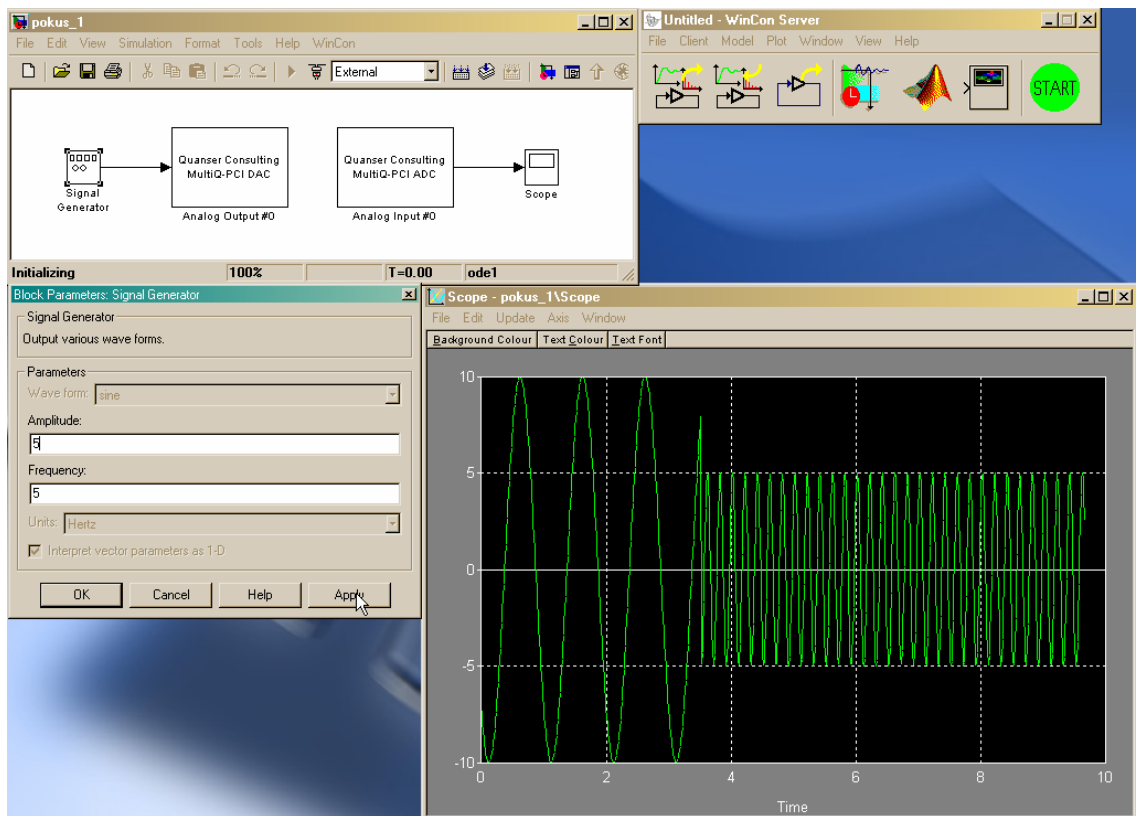 pokus_1
File Edit View Simulation Format Tools Help WinCon
External
Signal
Generator
Quanser Consulting
MultiQ-PCI DAC
Analog Output #0
Quanser Consulting
MultiQ-PCI ADC
Analog Input #0
Scope
Initializing 100% T=0.00 ode1
Untitled - WinCon Server
File Client Model Plot Window View Help
START
Block Parameters: Signal Generator
Signal Generator
Output various wave forms.
Parameters
Wave form: sine
Amplitude:
5
Frequency:
5
Units: Hertz
Interpret vector parameters as 1-D
OK Cancel Help Apply
Scope - pokus_1\Scope
File Edit Update Axis Window
Background Colour Text Colour Text Font
10
5
0
-5
-10
0 2 4 6 8 10
Time